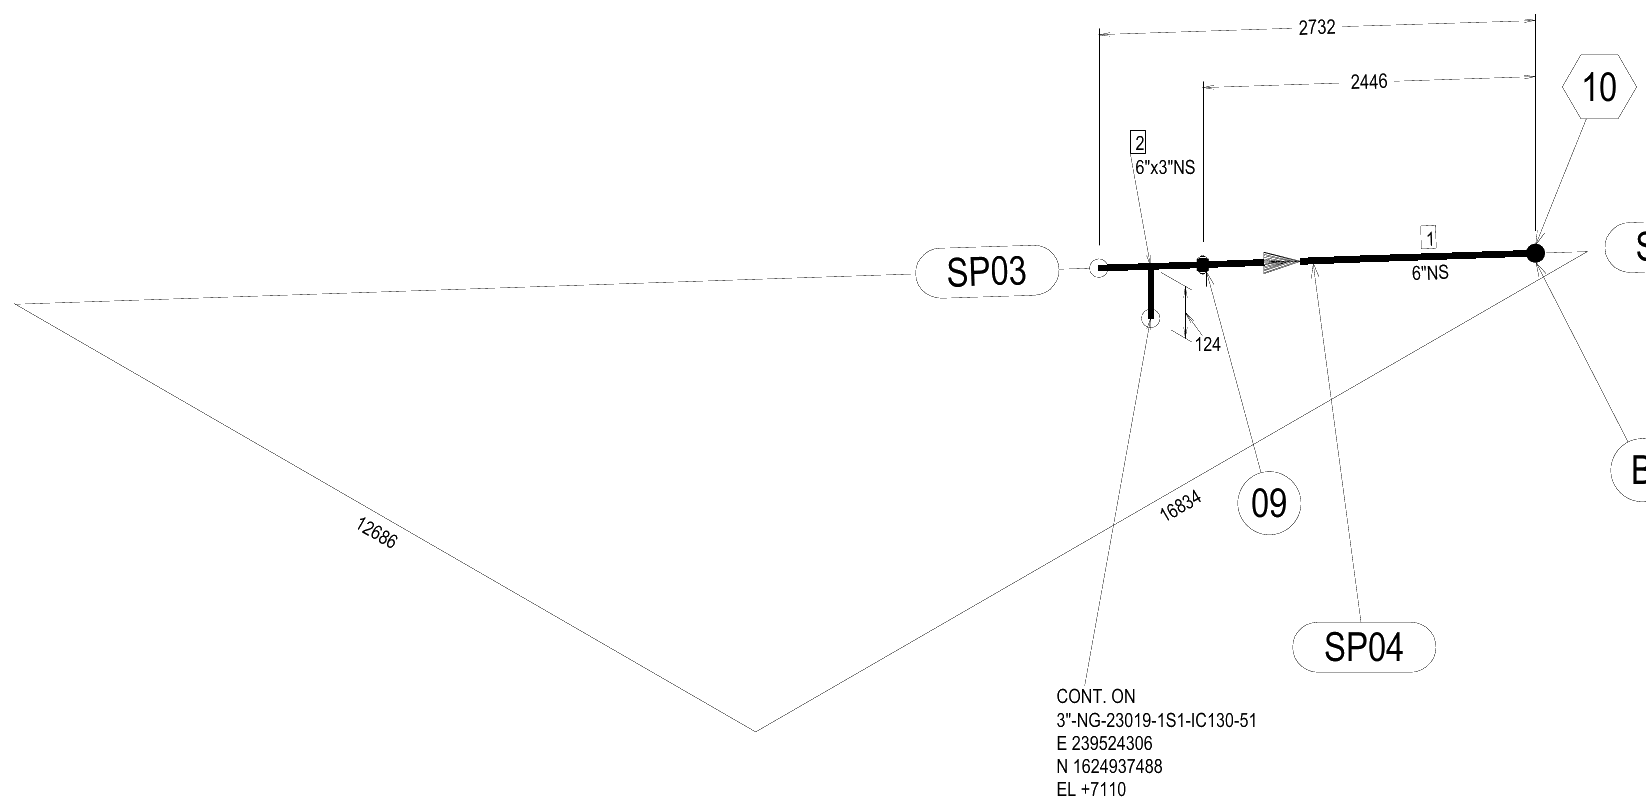 2732
2446
10
2
6"x3"NS
1
SP03
6"NS
124
12686
16834
09
B
SP04
CONT. ON
3"-NG-23019-1S1-IC130-51
E 239524306
N 1624937488
EL +7110